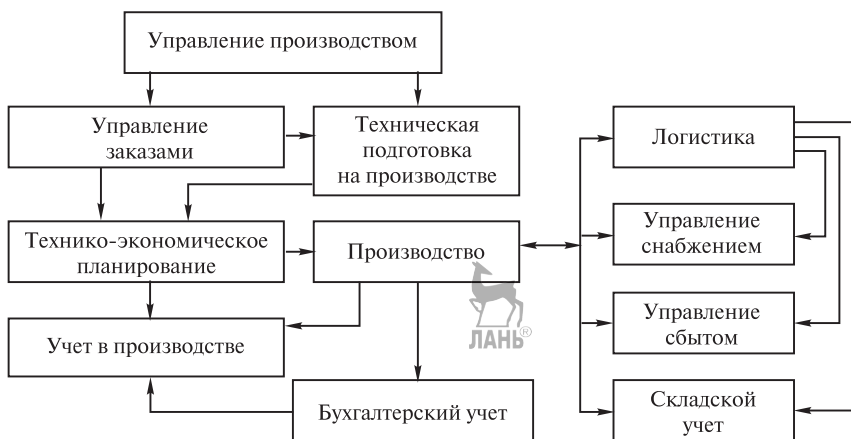 Управление производством
Управление
заказами
Техническая
подготовка
на производстве
Технико-экономическое
планирование
Производство
Учет в производстве
Бухгалтерский учет
Логистика
Управление
снабжением
Управление
сбытом
Складской
учет
ЛАНЬ®